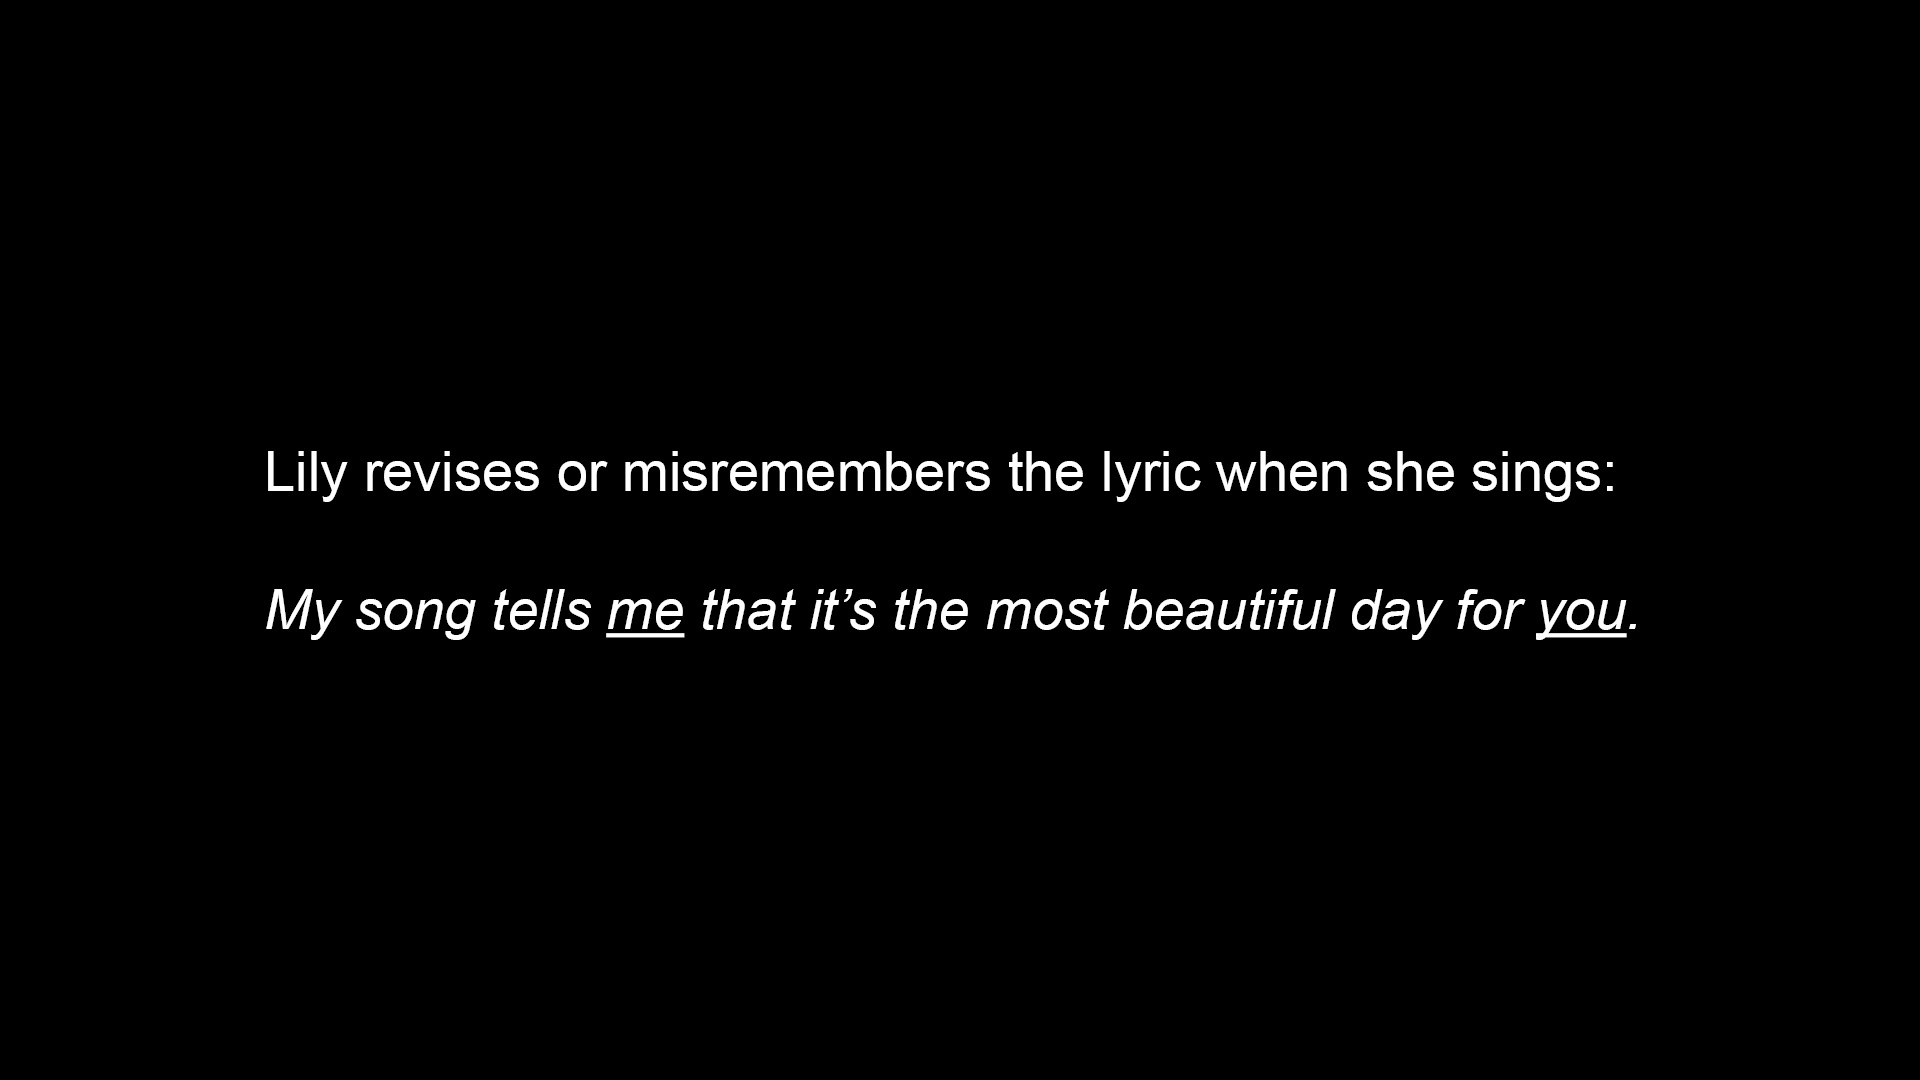 Lily revises or misremembers the lyric when she sings:
My song tells me that it’s the most beautiful day for you.